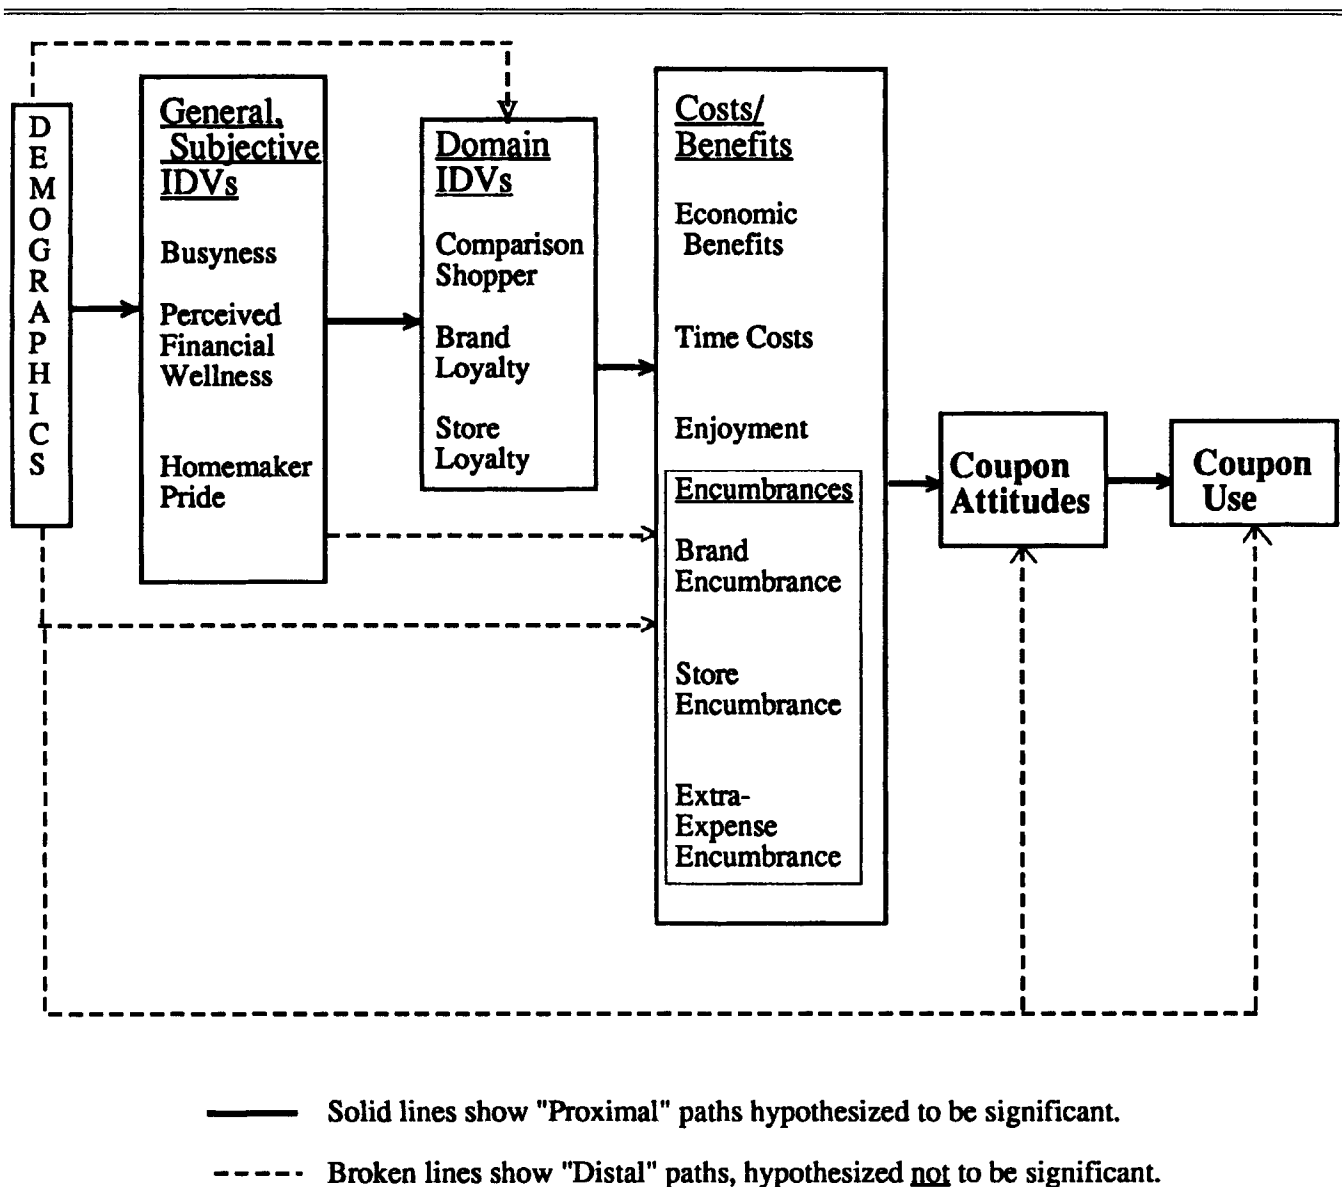 DEMOGRAPHICS
General,
Subjective
IDVs
Busyness
Perceived
Financial
Wellness
Homemaker
Pride
Domain
IDVs
Comparison
Shopper
Brand
Loyalty
Store
Loyalty
Costs/
Benefits
Economic
Benefits
Time Costs
Enjoyment
Encumbrances
Brand
Encumbrance
Store
Encumbrance
Extra-
Expense
Encumbrance
Coupon
Attitudes
Coupon
Use
Solid lines show "Proximal" paths hypothesized to be significant.
Broken lines show "Distal" paths, hypothesized not to be significant.